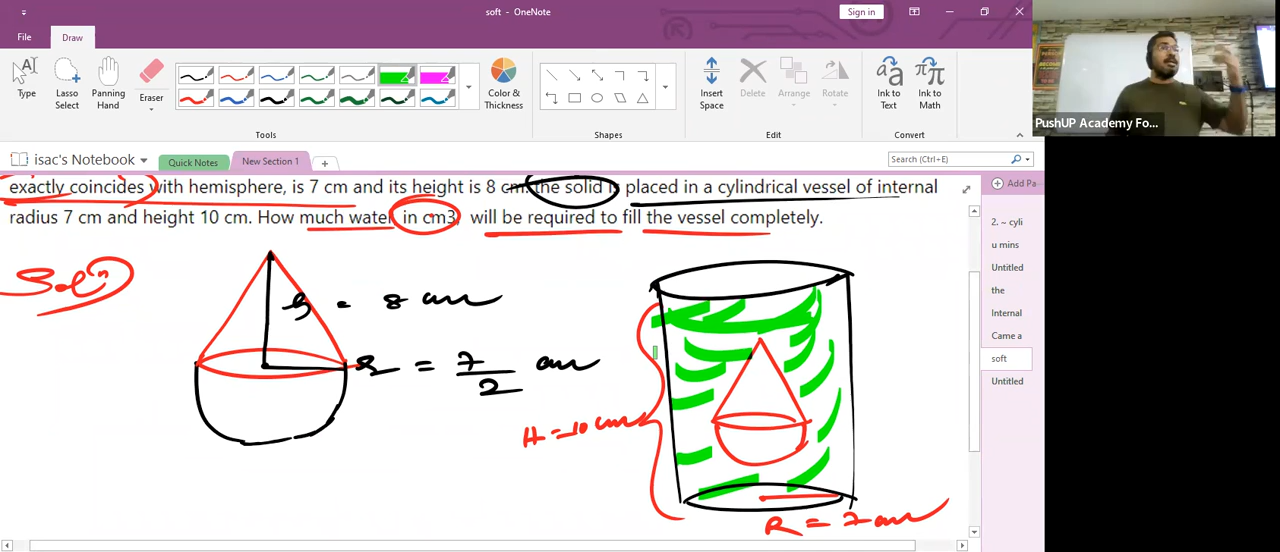 soft - OneNote
Sign in
File
Draw
Type
Lasso Select
Panning Hand
Eraser
Color & Thickness
Insert Space
Delete
Arrange
Rotate
Ink to Text
Ink to Math
Tools
Shapes
Edit
Convert
PushUP Academy Fo...
isac's Notebook
Quick Notes
New Section 1
Search (Ctrl+E)
exactly coincides with hemisphere, is 7 cm and its height is 8 cm. the solid is placed in a cylindrical vessel of internal
radius 7 cm and height 10 cm. How much water, in cm3, will be required to fill the vessel completely.
Add Pa
2. ~ cyli
u mins
Untitled
the
Internal
Came a
soft
Untitled
Soln
h = 8 cm
r = 7/2 cm
H = 10 cm
R = 7 cm